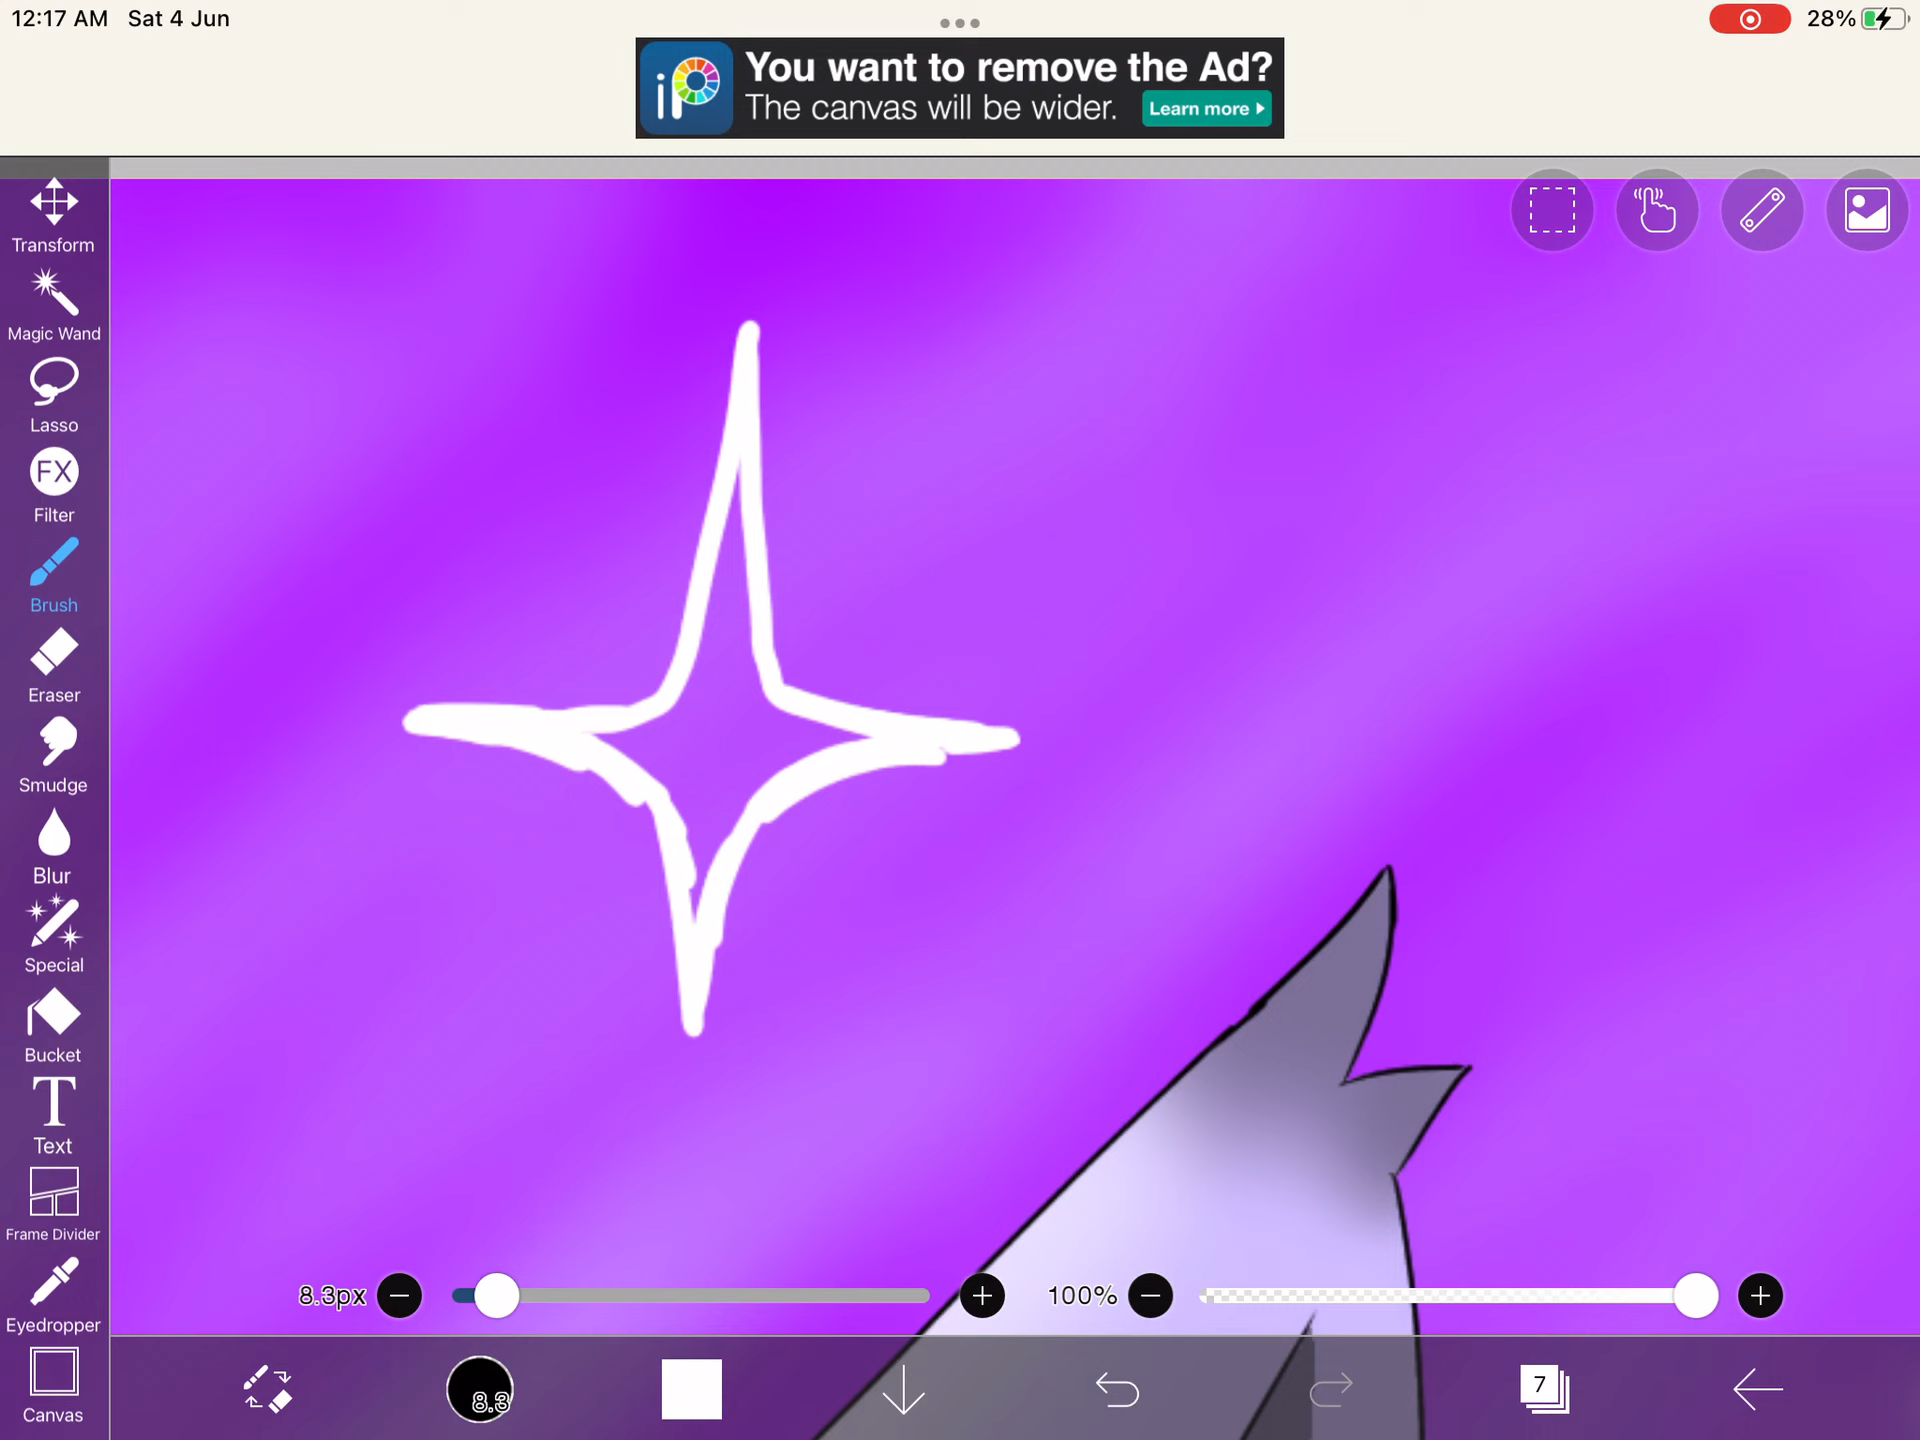 12:17 AM Sat 4 Jun
28%
iP
You want to remove the Ad?
The canvas will be wider.
Learn more
Transform
Magic Wand
Lasso
FX
Filter
Brush
Eraser
Smudge
Blur
Special
Bucket
T
Text
Frame Divider
Eyedropper
Canvas
8.3px
100%
8.3
7